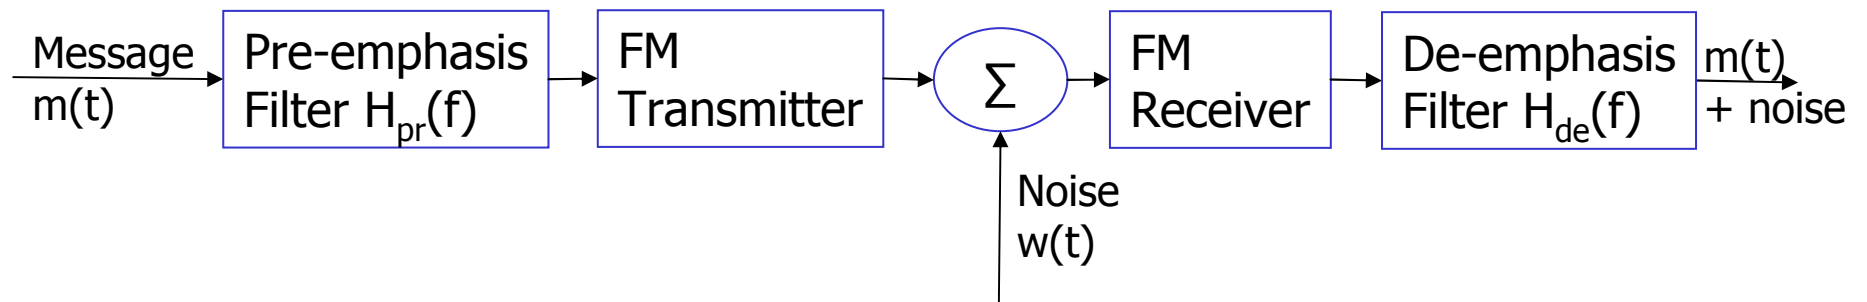 Message
m(t)
Pre-emphasis
Filter H_pr(f)
FM
Transmitter
∑
Noise
w(t)
FM
Receiver
De-emphasis
Filter H_de(f)
m(t)
+ noise